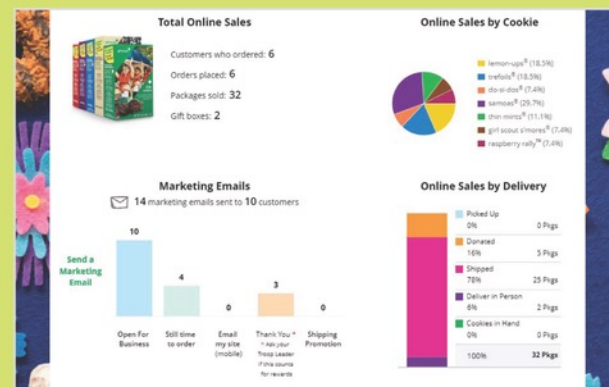 Total Online Sales
Customers who ordered: 6
Orders placed: 6
Packages sold: 32
Gift boxes: 2
Online Sales by Cookie
lemon-ups® (18.5%)
trefoils® (18.5%)
do-si-dos® (7.4%)
samoas® (29.7%)
thin mints® (11.1%)
girl scout s'mores® (7.4%)
raspberry rally™ (7.4%)
Marketing Emails
14 marketing emails sent to 10 customers
Send a
Marketing
Email
10
4
0
3
0
Open For
Business
Still time
to order
Email
my site
(mobile)
Thank You *
* Ask your
Troop Leader
if this counts
for rewards
Shipping
Promotion
Online Sales by Delivery
Picked Up
0% 0 Pkgs
Donated
16% 5 Pkgs
Shipped
78% 25 Pkgs
Deliver in Person
6% 2 Pkgs
Cookies in Hand
0% 0 Pkgs
100% 32 Pkgs